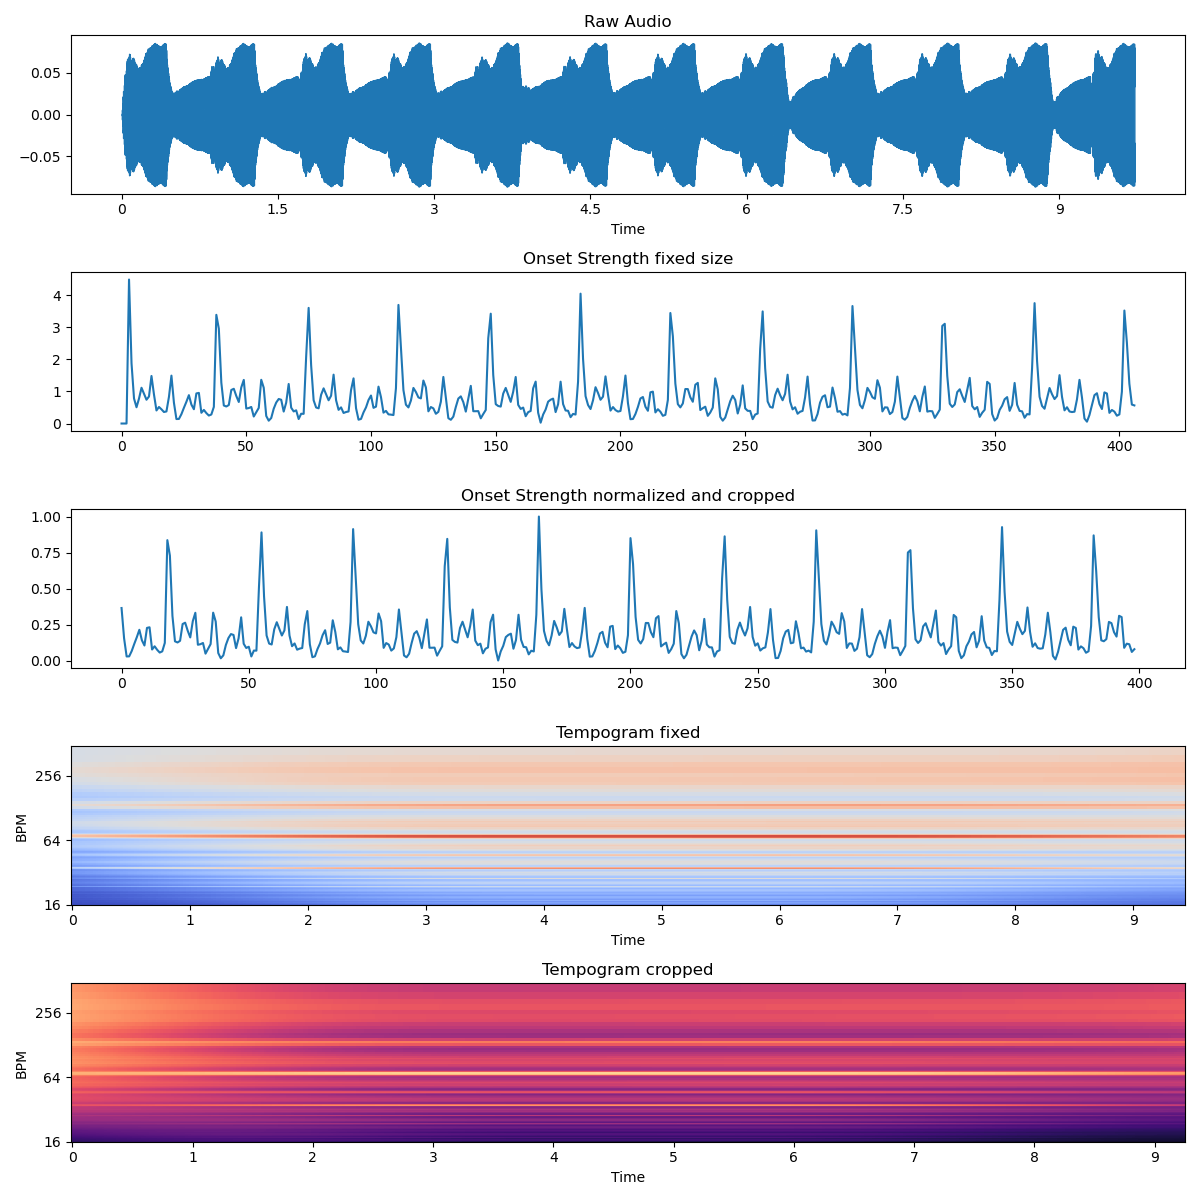 Raw Audio
0.05
0.00
−0.05
0 1.5 3 4.5 6 7.5 9
Time
Onset Strength fixed size
4
3
2
1
0
0 50 100 150 200 250 300 350 400
Onset Strength normalized and cropped
1.00
0.75
0.50
0.25
0.00
0 50 100 150 200 250 300 350 400
Tempogram fixed
256
64
16
BPM
0 1 2 3 4 5 6 7 8 9
Time
Tempogram cropped
256
64
16
BPM
0 1 2 3 4 5 6 7 8 9
Time